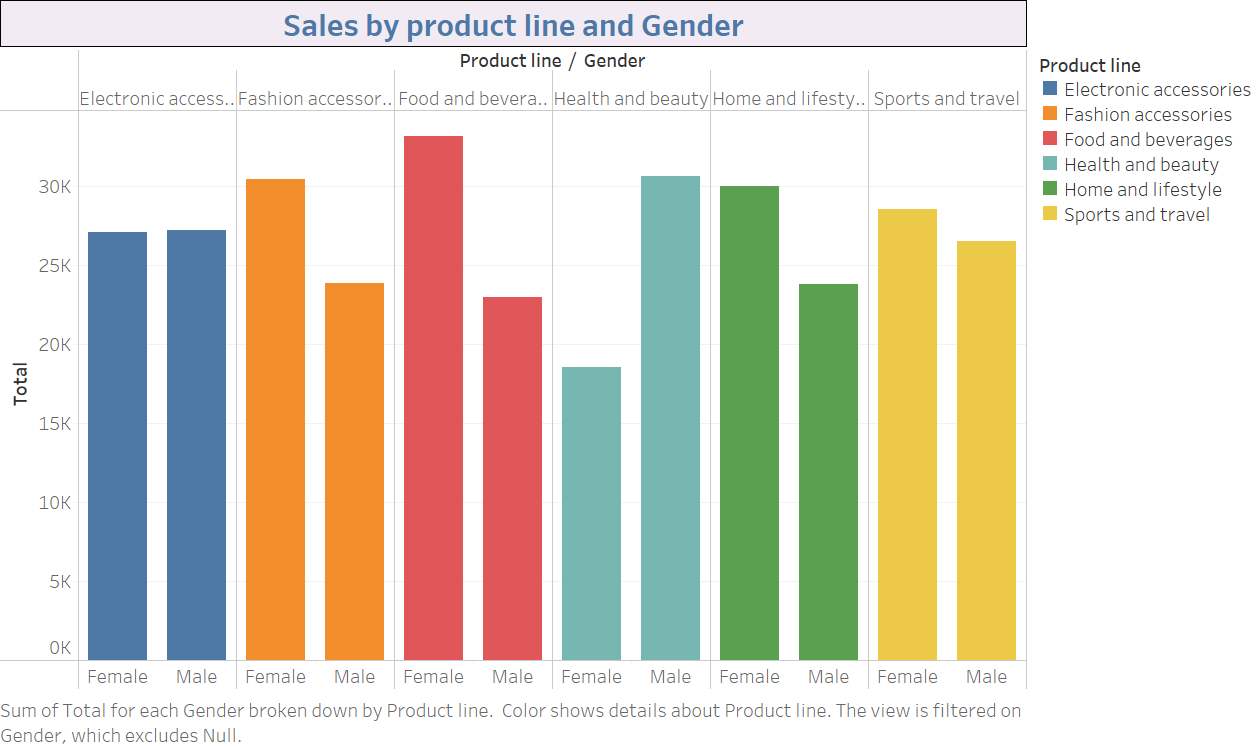 Sales by product line and Gender
Product line / Gender
Electronic access.. Fashion accessor.. Food and bevera.. Health and beauty Home and lifesty.. Sports and travel
Product line
Electronic accessories
Fashion accessories
Food and beverages
Health and beauty
Home and lifestyle
Sports and travel
30K
25K
20K
15K
10K
5K
0K
Total
Female Male Female Male Female Male Female Male Female Male Female Male
Sum of Total for each Gender broken down by Product line.  Color shows details about Product line. The view is filtered on
Gender, which excludes Null.